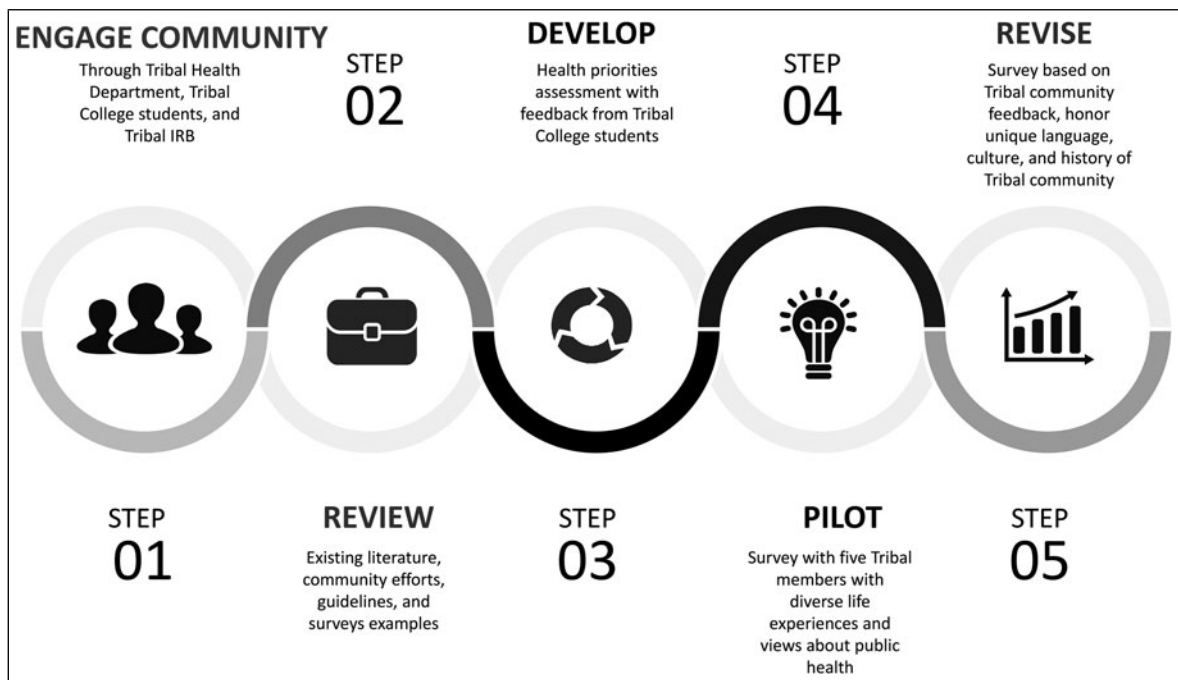 ENGAGE COMMUNITY
Through Tribal Health
Department, Tribal
College students, and
Tribal IRB
STEP
01
STEP
02
REVIEW
Existing literature,
community efforts,
guidelines, and
surveys examples
DEVELOP
Health priorities
assessment with
feedback from Tribal
College students
STEP
03
STEP
04
PILOT
Survey with five Tribal
members with
diverse life
experiences and
views about public
health
REVISE
Survey based on
Tribal community
feedback, honor
unique language,
culture, and history of
Tribal community
STEP
05